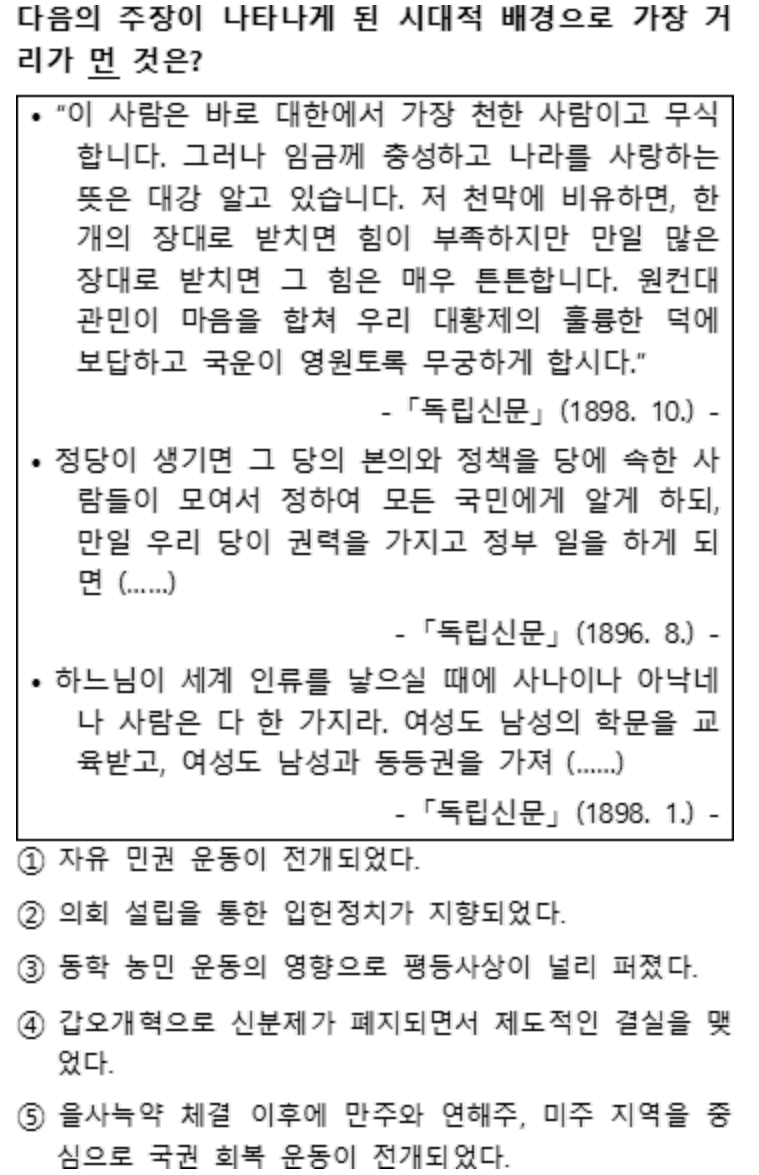 다음의 주장이 나타나게 된 시대적 배경으로 가장 거
리가 먼 것은?
• “이 사람은 바로 대한에서 가장 천한 사람이고 무식
합니다. 그러나 임금께 충성하고 나라를 사랑하는
뜻은 대강 알고 있습니다. 저 천막에 비유하면, 한
개의 장대로 받치면 힘이 부족하지만 만일 많은
장대로 받치면 그 힘은 매우 튼튼합니다. 원컨대
관민이 마음을 합쳐 우리 대황제의 훌륭한 덕에
보답하고 국운이 영원토록 무궁하게 합시다.”
-「독립신문」(1898. 10.) -
• 정당이 생기면 그 당의 본의와 정책을 당에 속한 사
람들이 모여서 정하여 모든 국민에게 알게 하되,
만일 우리 당이 권력을 가지고 정부 일을 하게 되
면 (……)
-「독립신문」(1896. 8.) -
• 하느님이 세계 인류를 낳으실 때에 사나이나 아낙네
나 사람은 다 한 가지라. 여성도 남성의 학문을 교
육받고, 여성도 남성과 동등권을 가져 (……)
-「독립신문」(1898. 1.) -
① 자유 민권 운동이 전개되었다.
② 의회 설립을 통한 입헌정치가 지향되었다.
③ 동학 농민 운동의 영향으로 평등사상이 널리 퍼졌다.
④ 갑오개혁으로 신분제가 폐지되면서 제도적인 결실을 맺
었다.
⑤ 을사늑약 체결 이후에 만주와 연해주, 미주 지역을 중
심으로 국권 회복 운동이 전개되었다.